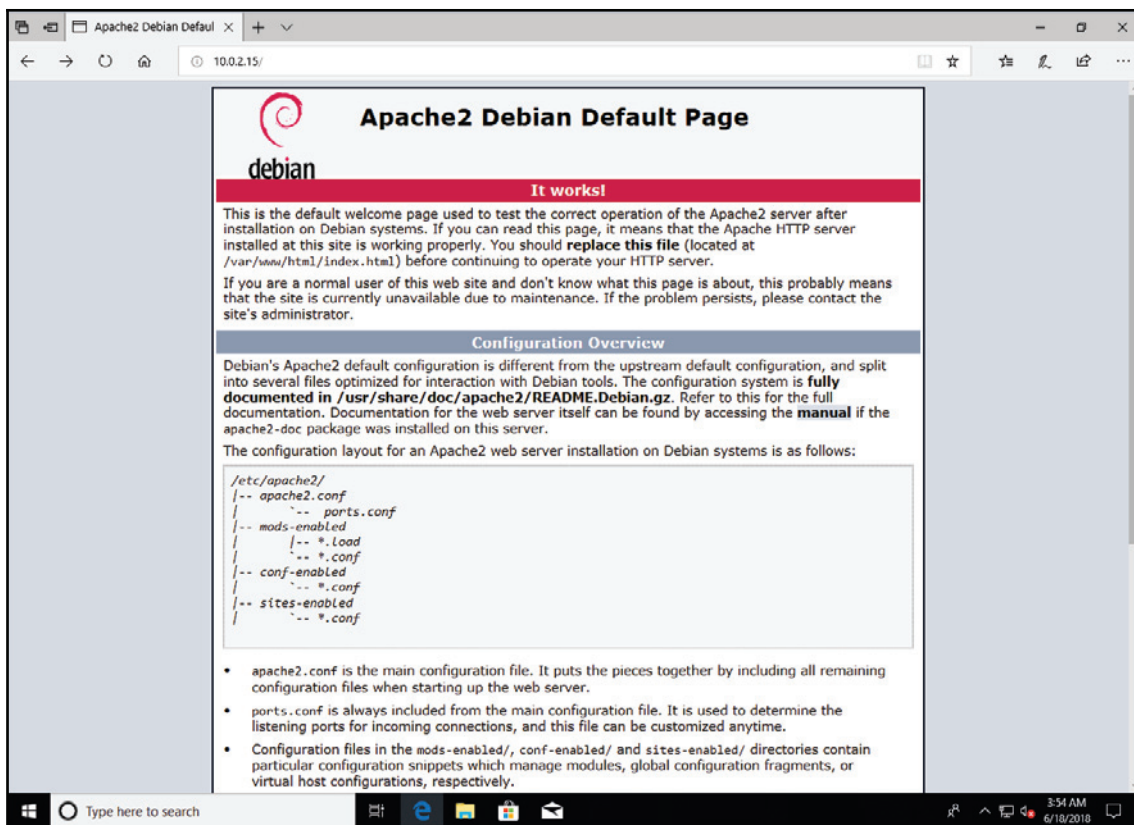 Apache2 Debian Defaul
10.0.2.15/
debian
Apache2 Debian Default Page
It works!
This is the default welcome page used to test the correct operation of the Apache2 server after
installation on Debian systems. If you can read this page, it means that the Apache HTTP server
installed at this site is working properly. You should replace this file (located at
/var/www/html/index.html) before continuing to operate your HTTP server.
If you are a normal user of this web site and don't know what this page is about, this probably means
that the site is currently unavailable due to maintenance. If the problem persists, please contact the
site's administrator.
Configuration Overview
Debian's Apache2 default configuration is different from the upstream default configuration, and split
into several files optimized for interaction with Debian tools. The configuration system is fully
documented in /usr/share/doc/apache2/README.Debian.gz. Refer to this for the full
documentation. Documentation for the web server itself can be found by accessing the manual if the
apache2-doc package was installed on this server.
The configuration layout for an Apache2 web server installation on Debian systems is as follows:
/etc/apache2/
|-- apache2.conf
|       `--  ports.conf
|-- mods-enabled
|       |-- *.load
|       `-- *.conf
|-- conf-enabled
|       `-- *.conf
|-- sites-enabled
|       `-- *.conf
• apache2.conf is the main configuration file. It puts the pieces together by including all remaining
configuration files when starting up the web server.
• ports.conf is always included from the main configuration file. It is used to determine the
listening ports for incoming connections, and this file can be customized anytime.
• Configuration files in the mods-enabled/, conf-enabled/ and sites-enabled/ directories contain
particular configuration snippets which manage modules, global configuration fragments, or
virtual host configurations, respectively.
Type here to search
3:54 AM
6/18/2018